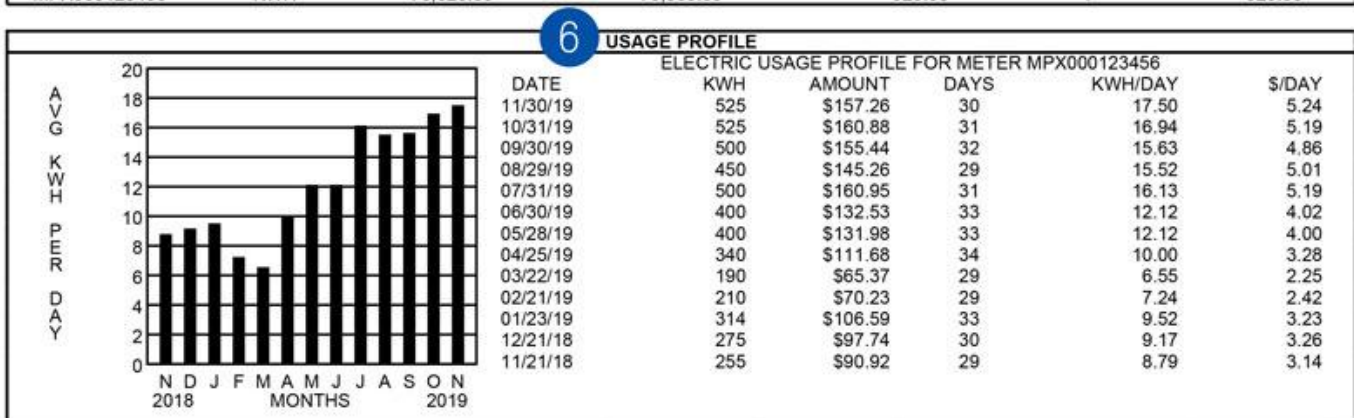 6 USAGE PROFILE
ELECTRIC USAGE PROFILE FOR METER MPX000123456
DATE KWH AMOUNT DAYS KWH/DAY $/DAY
11/30/19 525 $157.26 30 17.50 5.24
10/31/19 525 $160.88 31 16.94 5.19
09/30/19 500 $155.44 32 15.63 4.86
08/29/19 450 $145.26 29 15.52 5.01
07/31/19 500 $160.95 31 16.13 5.19
06/30/19 400 $132.53 33 12.12 4.02
05/28/19 400 $131.98 33 12.12 4.00
04/25/19 340 $111.68 34 10.00 3.28
03/22/19 190 $65.37 29 6.55 2.25
02/21/19 210 $70.23 29 7.24 2.42
01/23/19 314 $106.59 33 9.52 3.23
12/21/18 275 $97.74 30 9.17 3.26
11/21/18 255 $90.92 29 8.79 3.14
AVG KWH PER DAY
20
18
16
14
12
10
8
6
4
2
0
N D J F M A M J J A S O N
2018 MONTHS 2019